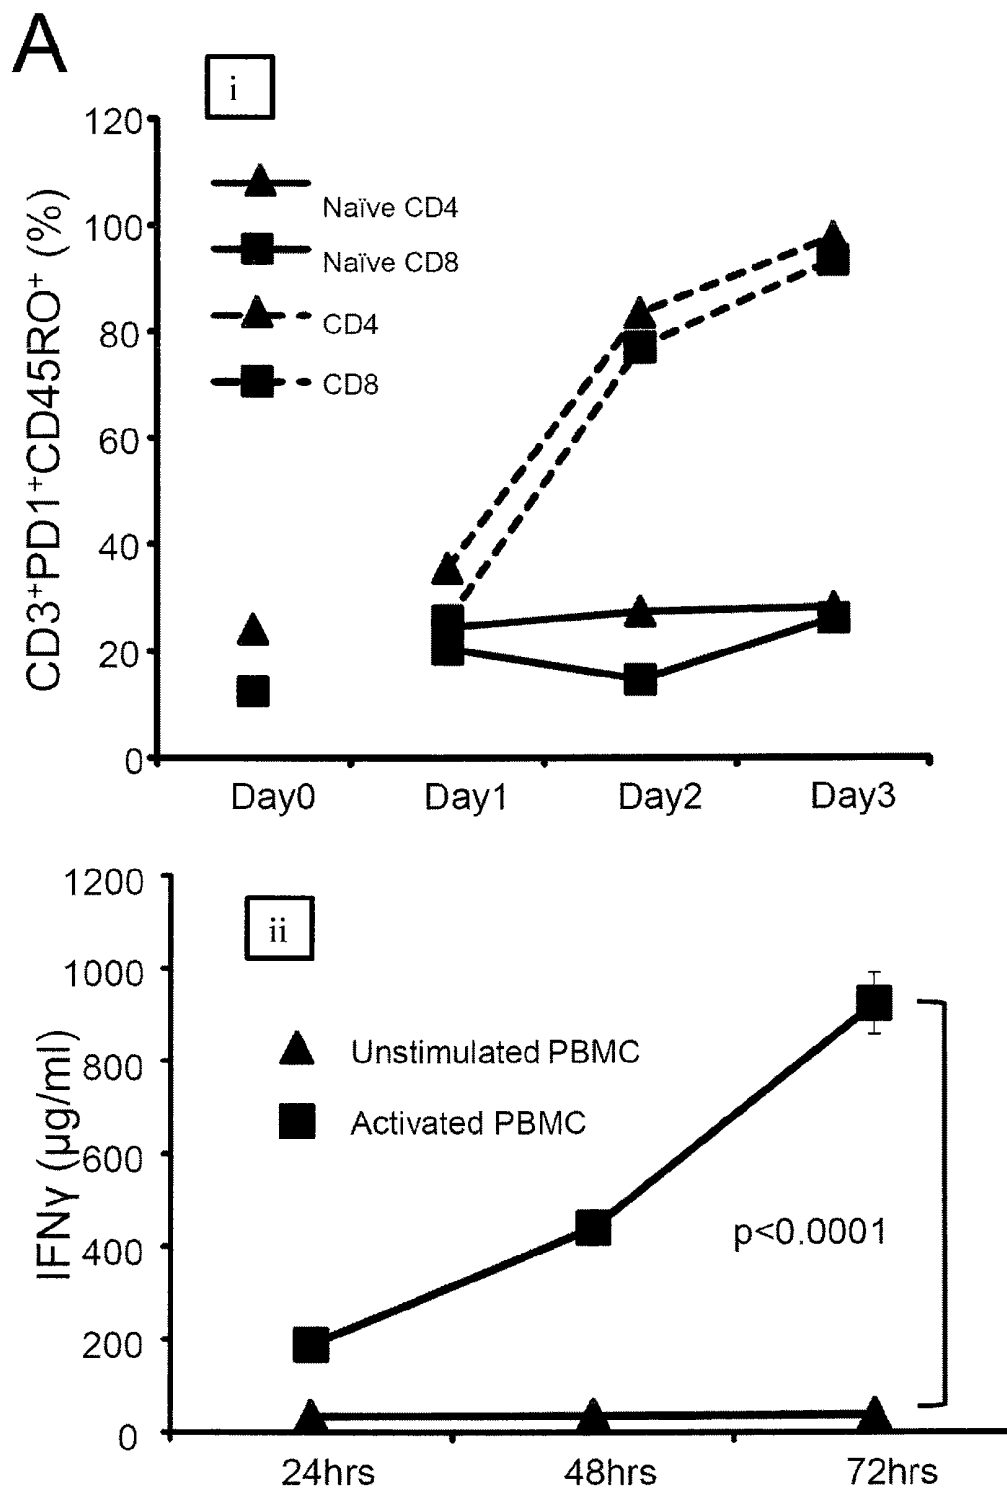 A
i
120
100
80
60
40
20
0
CD3⁺PD1⁺CD45RO⁺ (%)
Naïve CD4
Naïve CD8
CD4
CD8
Day0 Day1 Day2 Day3
ii
1200
1000
800
600
400
200
0
IFNγ (µg/ml)
Unstimulated PBMC
Activated PBMC
p<0.0001
24hrs 48hrs 72hrs